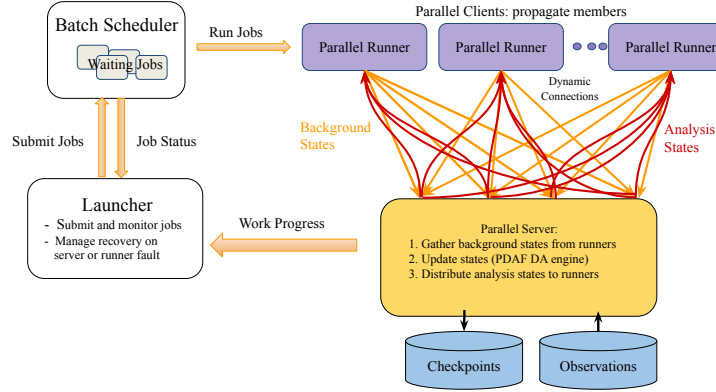 Batch Scheduler
Waiting Jobs
Run Jobs
Parallel Clients: propagate members
Parallel Runner
Parallel Runner
Parallel Runner
Dynamic
Connections
Submit Jobs
Job Status
Background
States
Analysis
States
Launcher
- Submit and monitor jobs
- Manage recovery on
server or runner fault
Work Progress
Parallel Server:
1. Gather background states from runners
2. Update states (PDAF DA engine)
3. Distribute analysis states to runners
Checkpoints
Observations